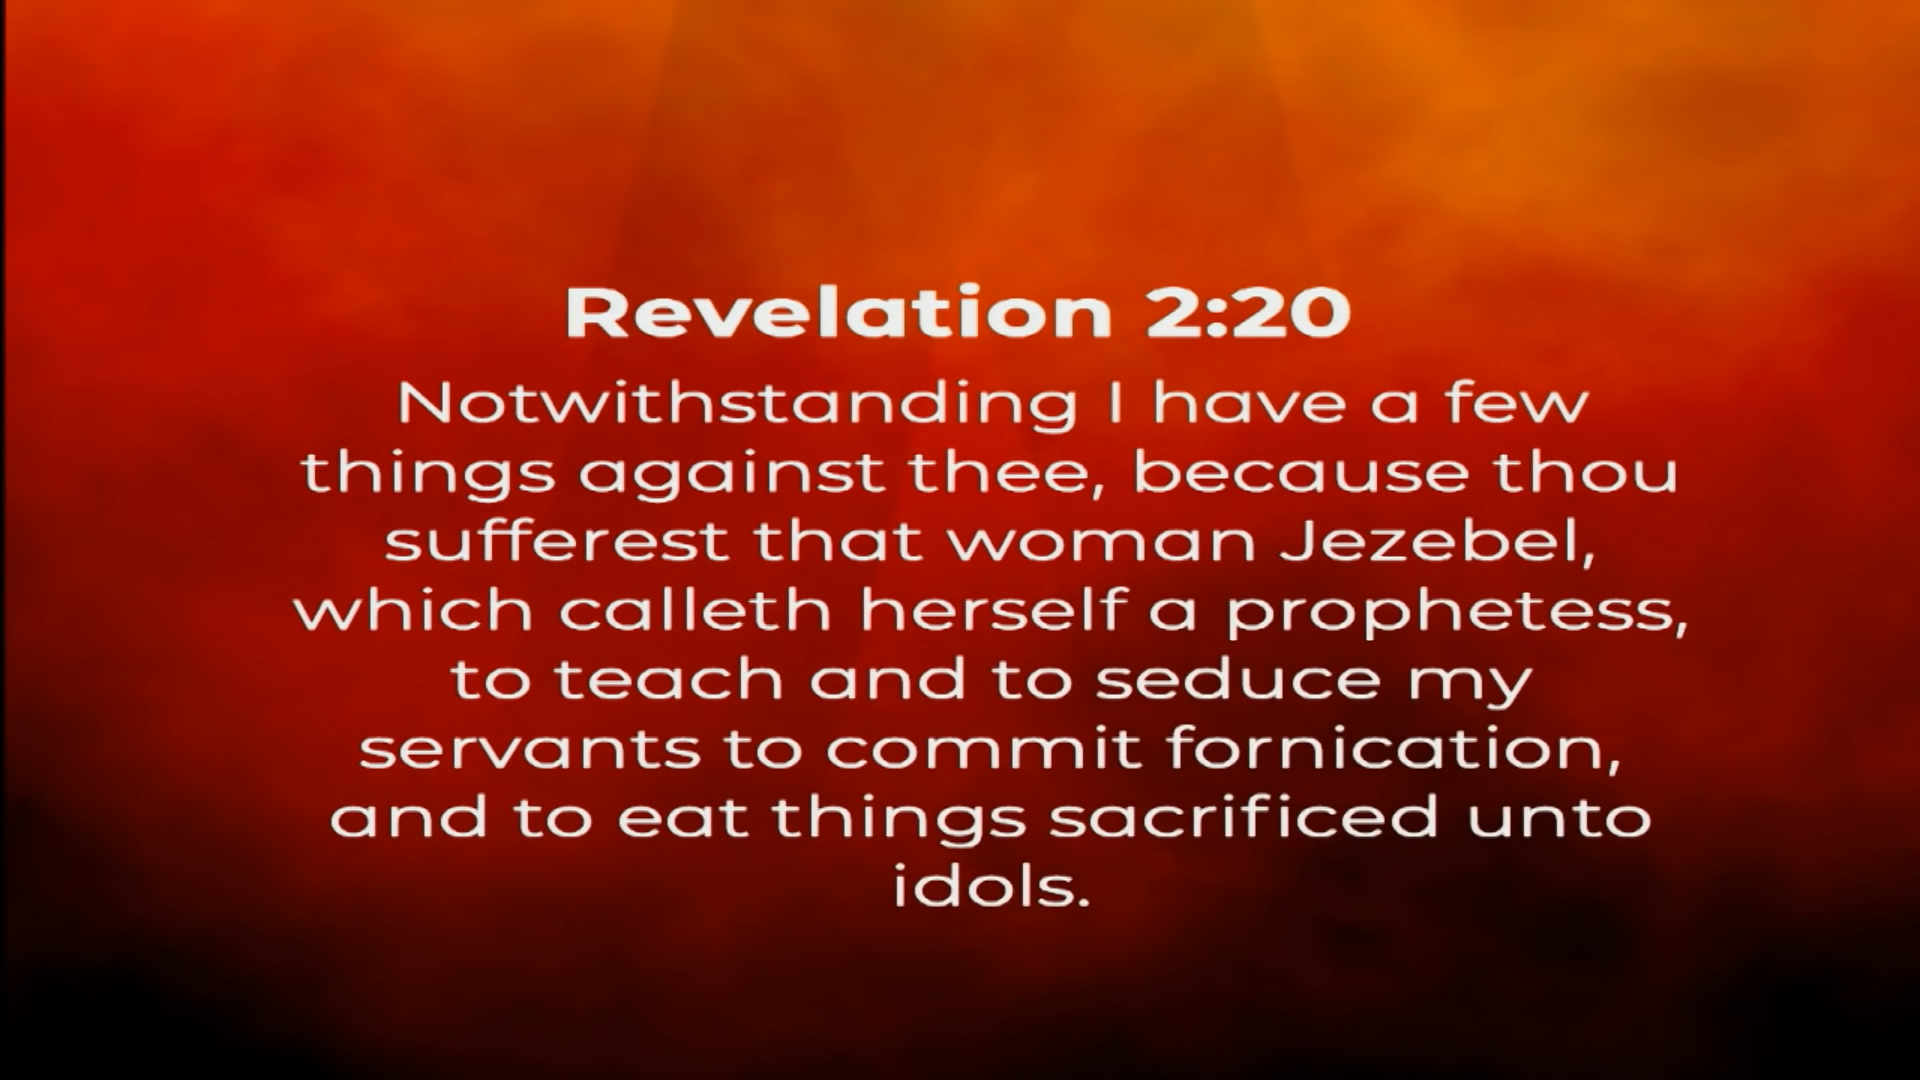 Revelation 2:20
Notwithstanding I have a few
things against thee, because thou
sufferest that woman Jezebel,
which calleth herself a prophetess,
to teach and to seduce my
servants to commit fornication,
and to eat things sacrificed unto
idols.